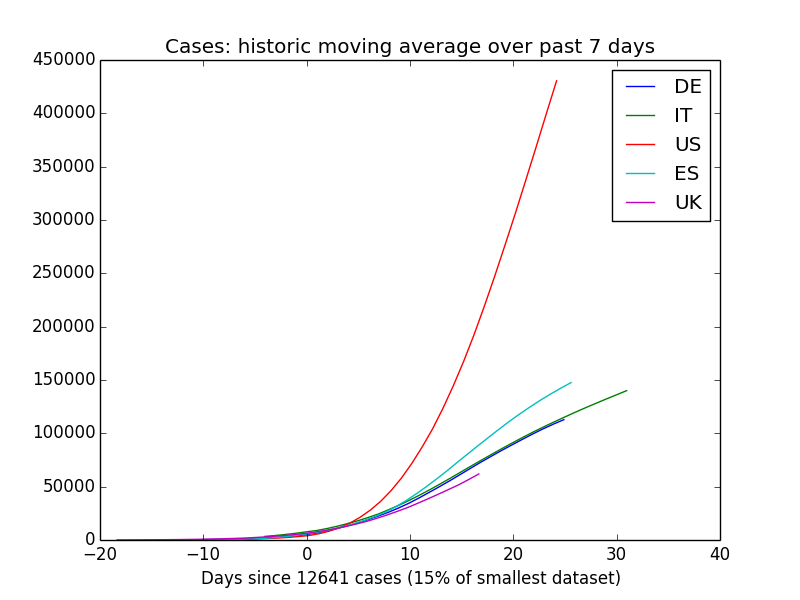 Cases: historic moving average over past 7 days
450000
400000
350000
300000
250000
200000
150000
100000
50000
0
DE
IT
US
ES
UK
−20 −10 0 10 20 30 40
Days since 12641 cases (15% of smallest dataset)